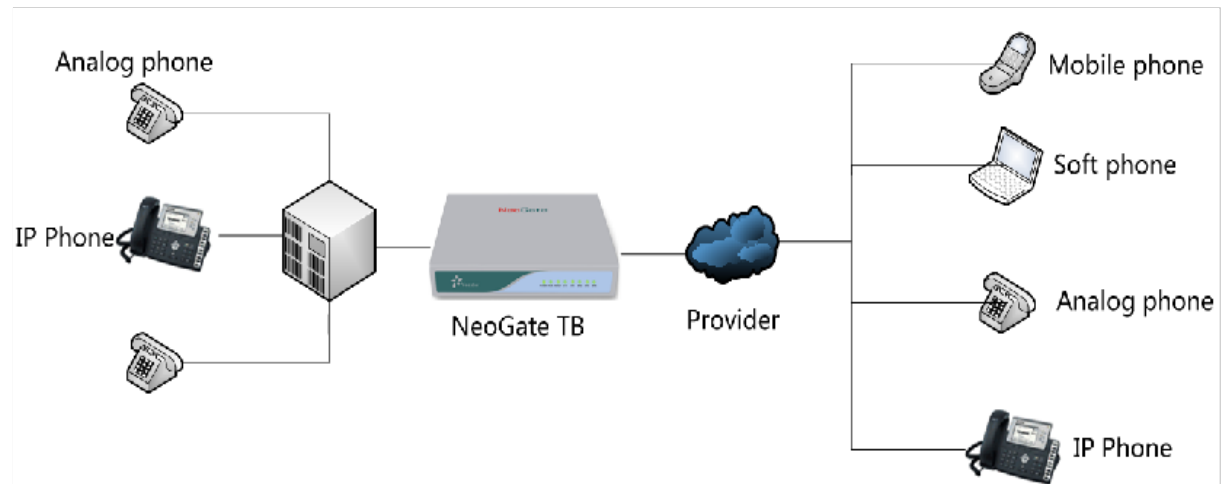 Analog phone
IP Phone
NeoGate TB
Provider
Mobile phone
Soft phone
Analog phone
IP Phone